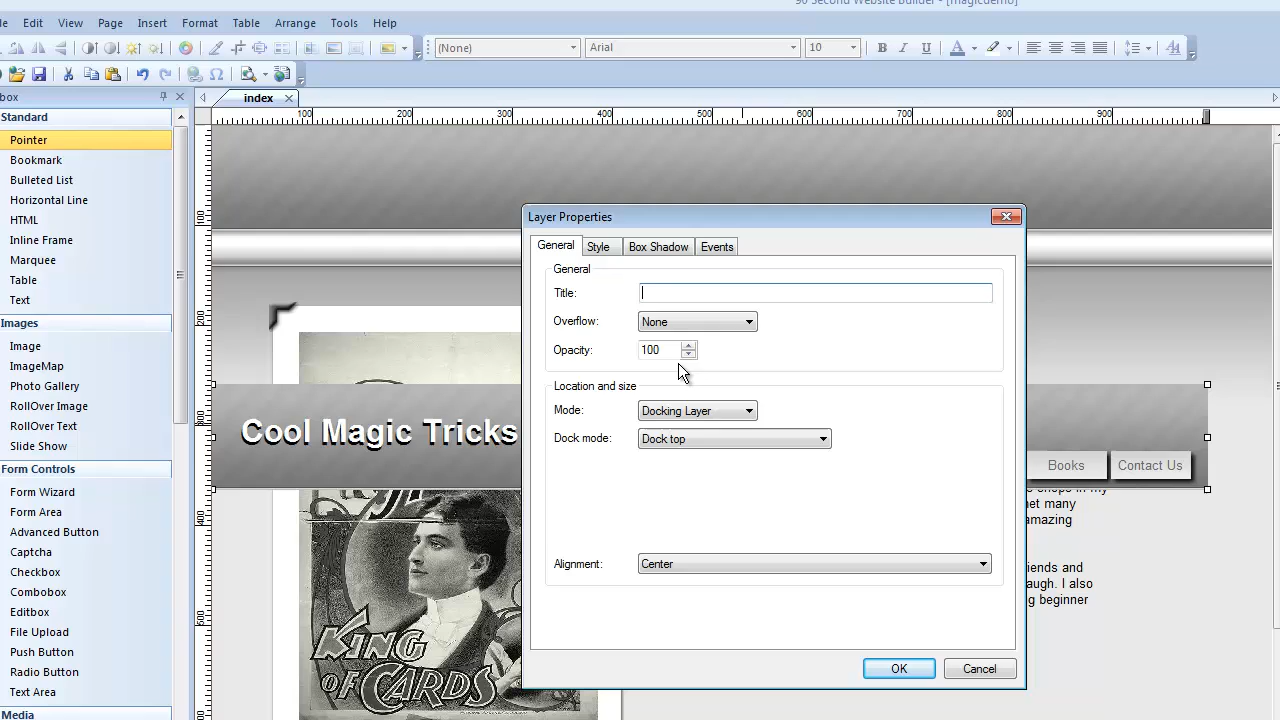 90 Second Website Builder - [magicdemo]
Edit View Page Insert Format Table Arrange Tools Help
(None) Arial 10 B I U A
box
index
100 200 300 400 500 600 700 800 900
Standard
Pointer
Bookmark
Bulleted List
Horizontal Line
HTML
Inline Frame
Marquee
Table
Text
Images
Image
ImageMap
Photo Gallery
RollOver Image
RollOver Text
Slide Show
Form Controls
Form Wizard
Form Area
Advanced Button
Captcha
Checkbox
Combobox
Editbox
File Upload
Push Button
Radio Button
Text Area
Media
Layer Properties
General Style Box Shadow Events
General
Title:
Overflow: None
Opacity: 100
Location and size
Mode: Docking Layer
Dock mode: Dock top
Alignment: Center
OK Cancel
Cool Magic Tricks
Books Contact Us
amazing
iends and
augh. I also
g beginner
KING
OF CARDS